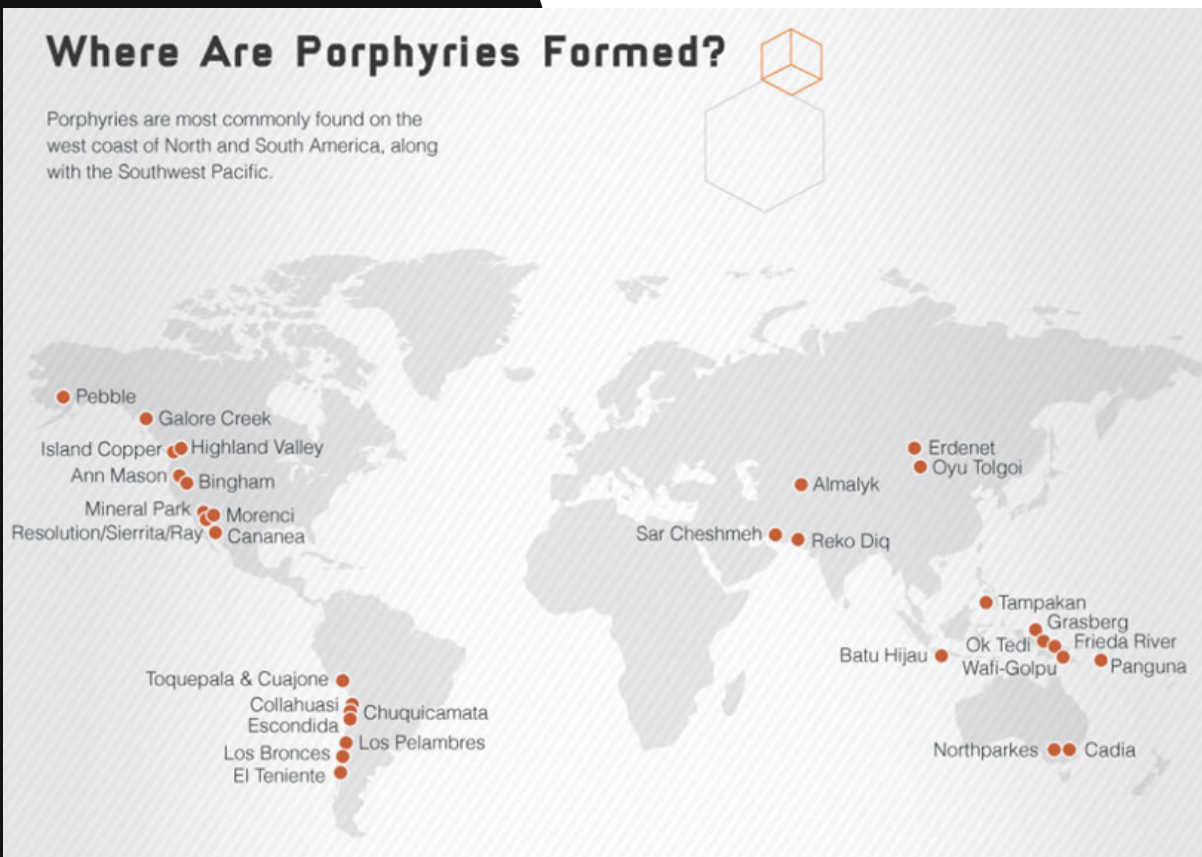 Where Are Porphyries Formed?
Porphyries are most commonly found on the
west coast of North and South America, along
with the Southwest Pacific.
Pebble
Galore Creek
Island Copper
Highland Valley
Ann Mason
Bingham
Mineral Park
Morenci
Resolution/Sierrita/Ray
Cananea
Toquepala & Cuajone
Collahuasi
Chuquicamata
Escondida
Los Pelambres
Los Bronces
El Teniente
Erdenet
Oyu Tolgoi
Almalyk
Sar Cheshmeh
Reko Diq
Tampakan
Grasberg
Ok Tedi
Frieda River
Batu Hijau
Wafi-Golpu
Panguna
Northparkes
Cadia